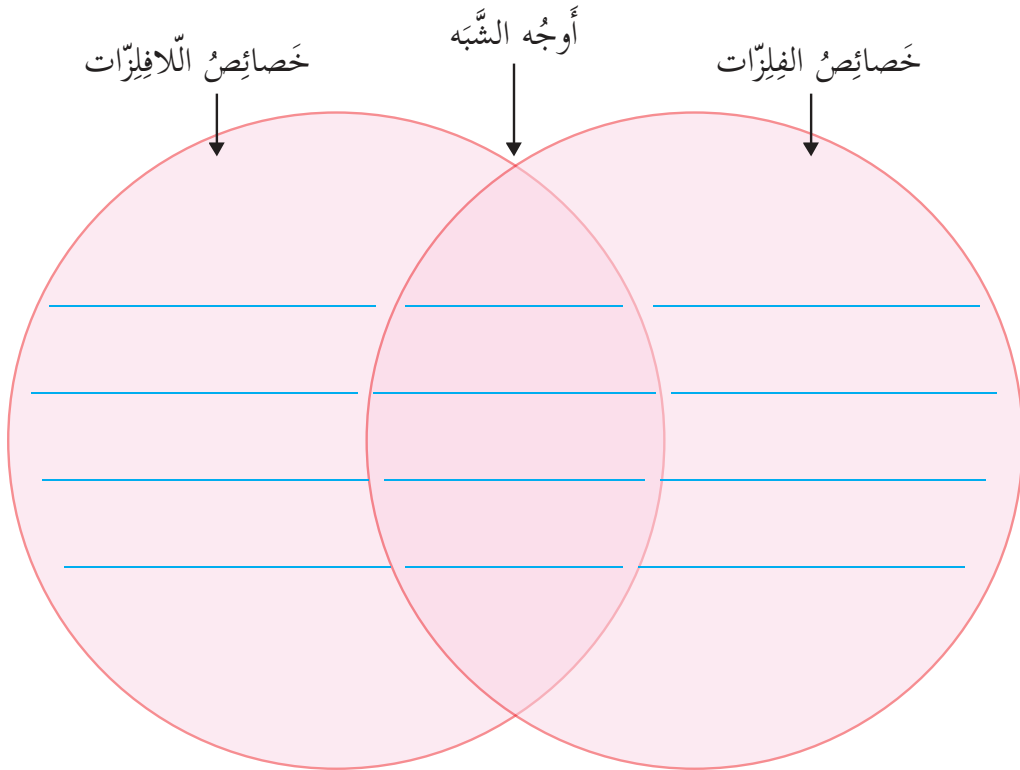 خَصائِصُ الفِلِزّات
أَوجُه الشَّبَه
خَصائِصُ الّلافِلِزّات